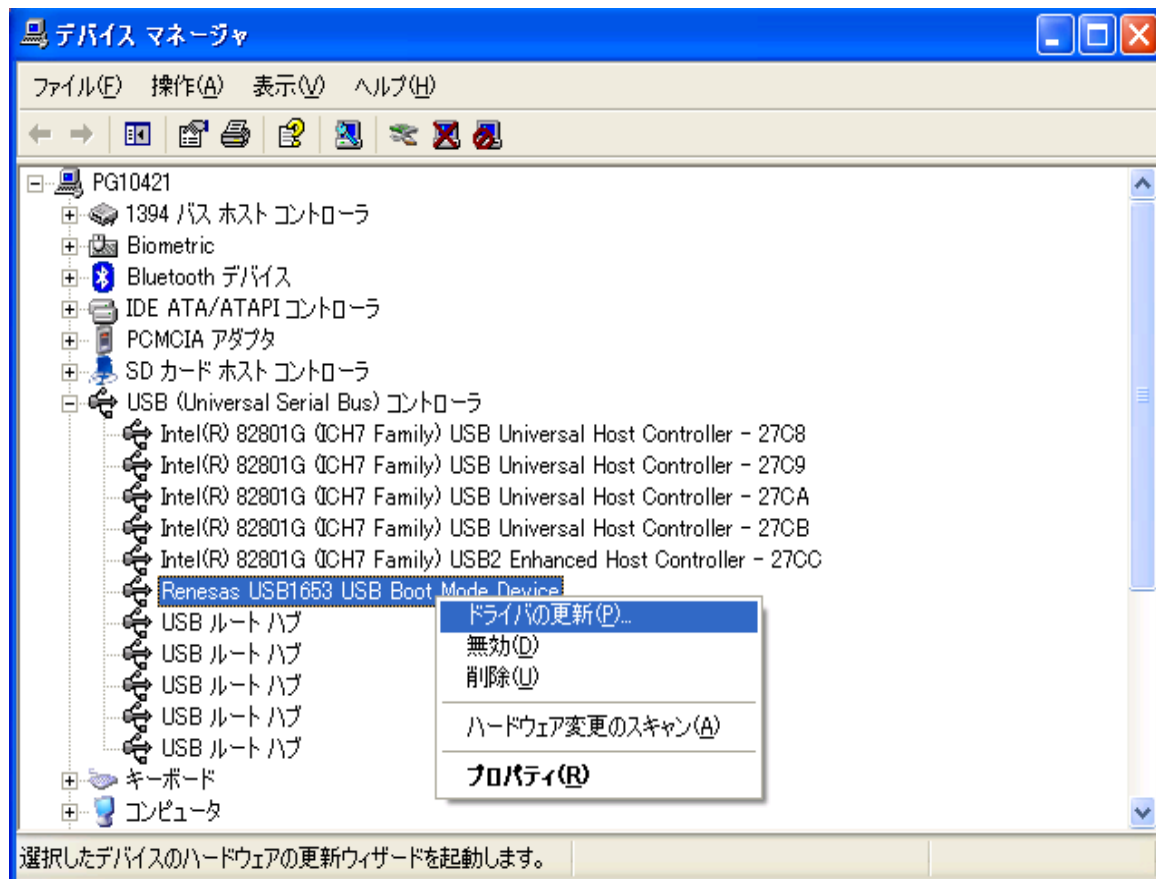 デバイス マネージャ
ファイル(F) 操作(A) 表示(V) ヘルプ(H)
PG10421
1394 バス ホスト コントローラ
Biometric
Bluetooth デバイス
IDE ATA/ATAPI コントローラ
PCMCIA アダプタ
SD カード ホスト コントローラ
USB (Universal Serial Bus) コントローラ
Intel(R) 82801G (ICH7 Family) USB Universal Host Controller - 27C8
Intel(R) 82801G (ICH7 Family) USB Universal Host Controller - 27C9
Intel(R) 82801G (ICH7 Family) USB Universal Host Controller - 27CA
Intel(R) 82801G (ICH7 Family) USB Universal Host Controller - 27CB
Intel(R) 82801G (ICH7 Family) USB2 Enhanced Host Controller - 27CC
Renesas USB1653 USB Boot Mode Device
USB ルート ハブ
USB ルート ハブ
USB ルート ハブ
USB ルート ハブ
USB ルート ハブ
キーボード
コンピュータ
ドライバの更新(P)...
無効(D)
削除(U)
ハードウェア変更のスキャン(A)
プロパティ(R)
選択したデバイスのハードウェアの更新ウィザードを起動します。